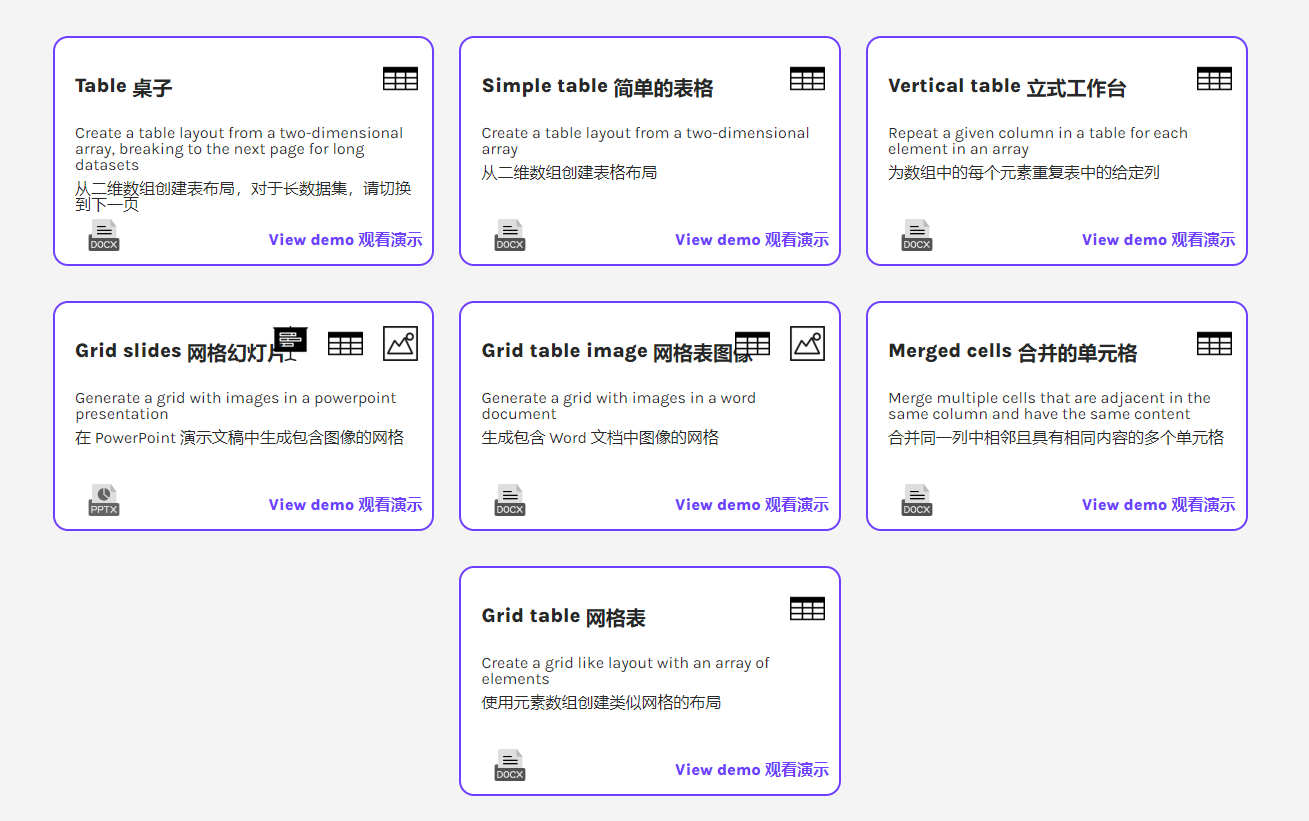 Table 桌子
Create a table layout from a two-dimensional
array, breaking to the next page for long
datasets
从二维数组创建表布局，对于长数据集，请切换
到下一页
DOCX
View demo 观看演示
Simple table 简单的表格
Create a table layout from a two-dimensional
array
从二维数组创建表格布局
DOCX
View demo 观看演示
Vertical table 立式工作台
Repeat a given column in a table for each
element in an array
为数组中的每个元素重复表中的给定列
DOCX
View demo 观看演示
Grid slides 网格幻灯片
Generate a grid with images in a powerpoint
presentation
在 PowerPoint 演示文稿中生成包含图像的网格
PPTX
View demo 观看演示
Grid table image 网格表图像
Generate a grid with images in a word
document
生成包含 Word 文档中图像的网格
DOCX
View demo 观看演示
Merged cells 合并的单元格
Merge multiple cells that are adjacent in the
same column and have the same content
合并同一列中相邻且具有相同内容的多个单元格
DOCX
View demo 观看演示
Grid table 网格表
Create a grid like layout with an array of
elements
使用元素数组创建类似网格的布局
DOCX
View demo 观看演示